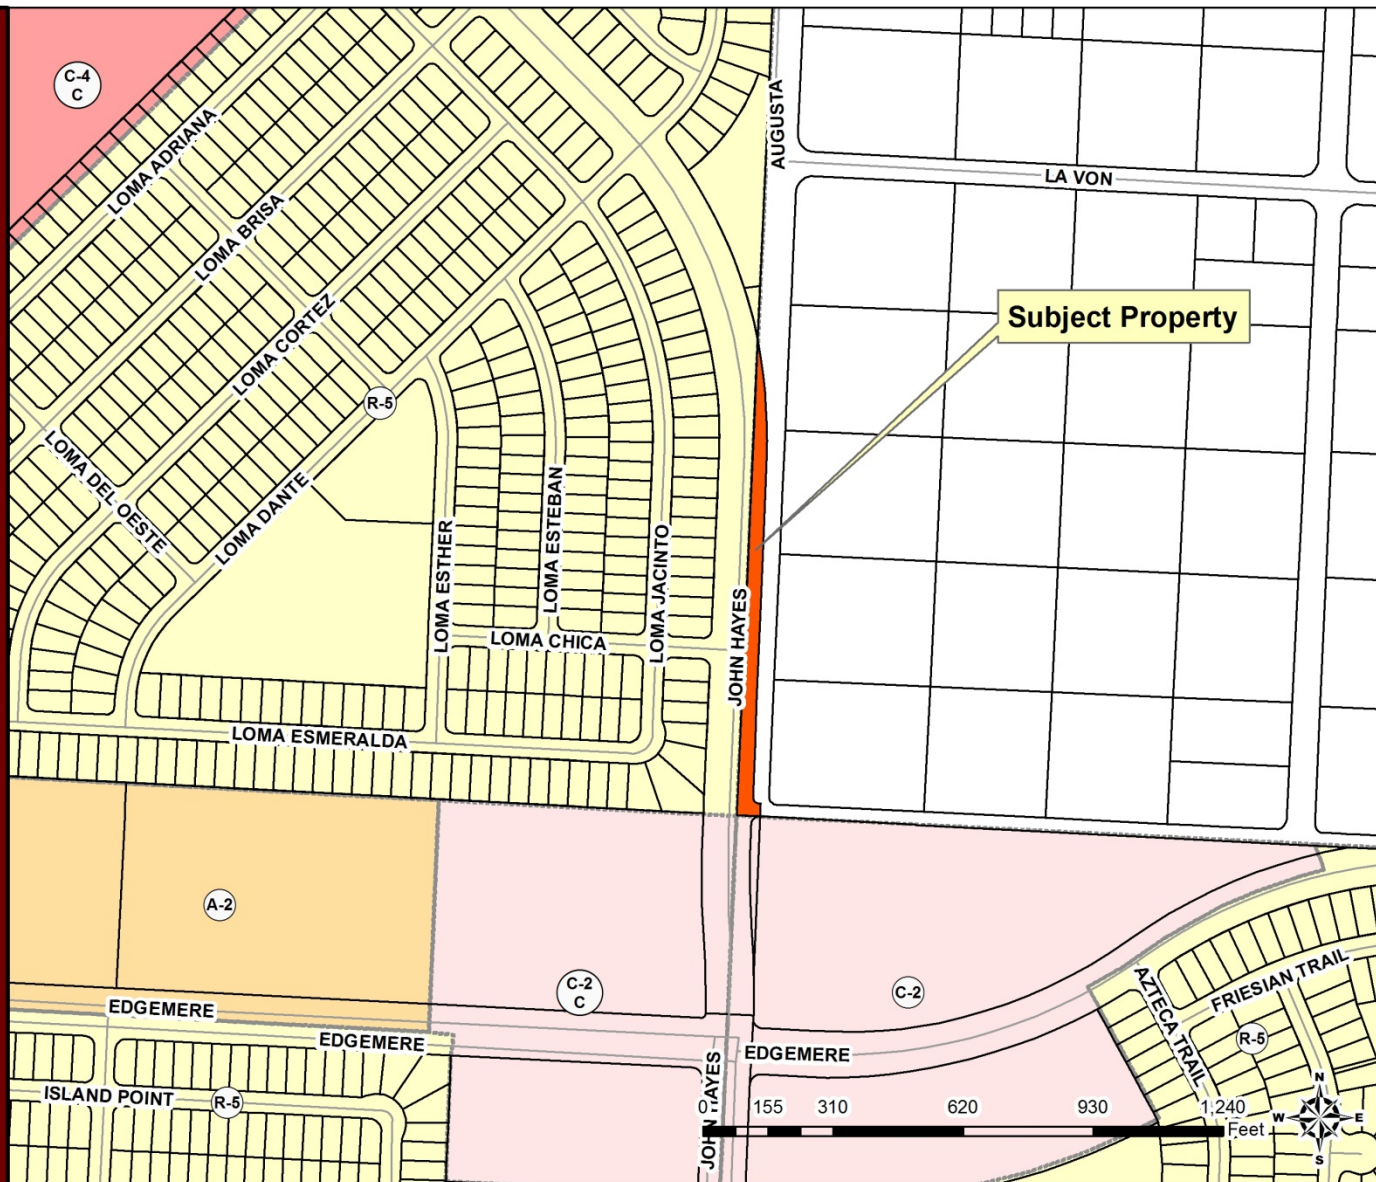 C-4
C
LOMA ADRIANA
AUGUSTA
LA VON
LOMA BRISA
LOMA CORTEZ
Subject Property
R-5
LOMA DEL OESTE
LOMA DANTE
LOMA ESTHER
LOMA ESTEBAN
LOMA JACINTO
JOHN HAYES
LOMA CHICA
LOMA ESMERALDA
A-2
C-2
C
C-2
EDGEMERE
EDGEMERE
EDGEMERE
AZTECA TRAIL
FRIESIAN TRAIL
R-5
ISLAND POINT
R-5
JOHN HAYES
0 155 310 620 930 1,240
Feet
N
W E
S